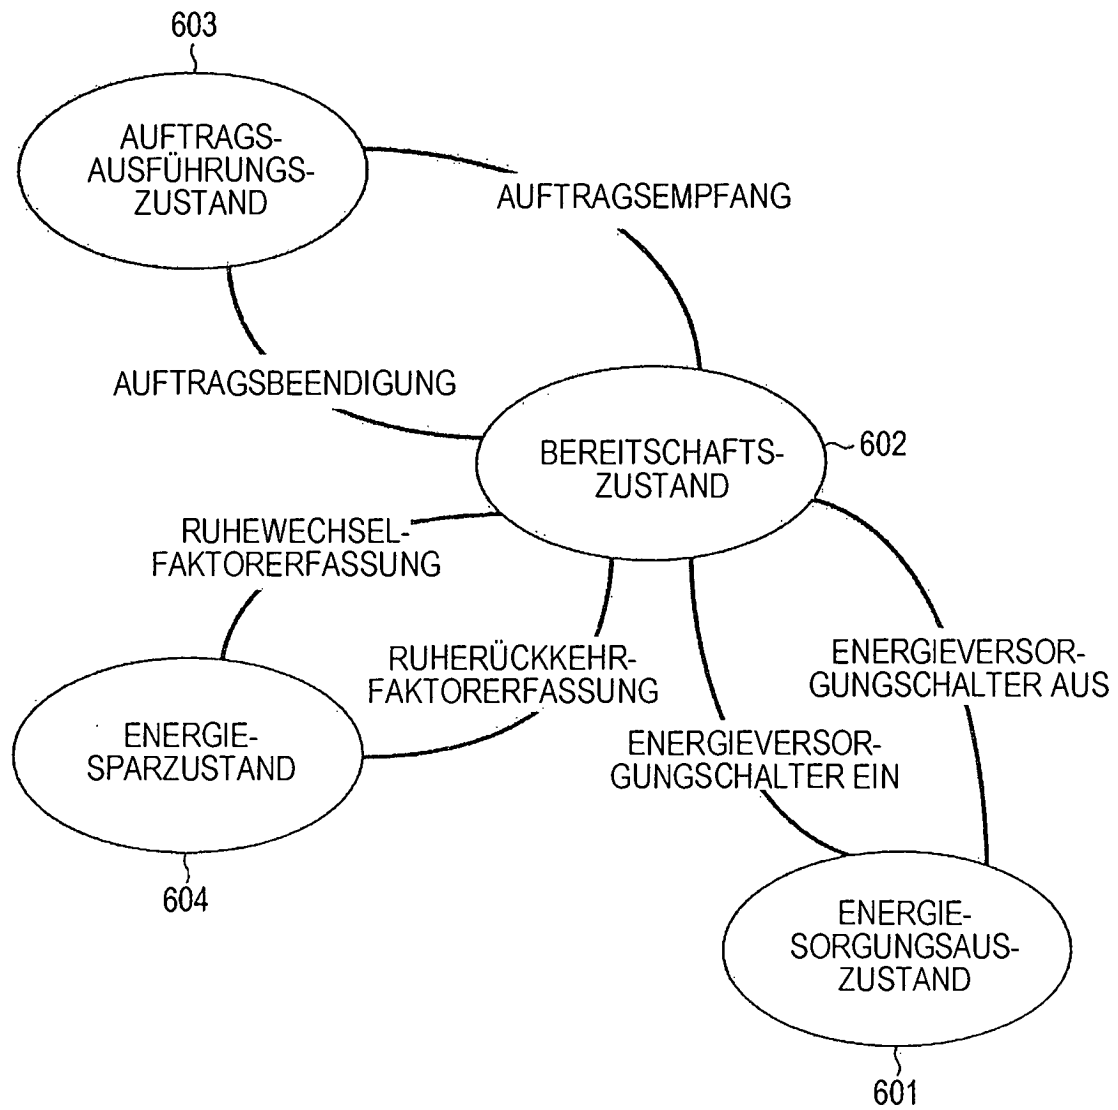 603
AUFTRAGS-
AUSFÜHRUNGS-
ZUSTAND
AUFTRAGSEMPFANG
AUFTRAGSBEENDIGUNG
BEREITSCHAFTS-
ZUSTAND
602
RUHEWECHSEL-
FAKTORERFASSUNG
RUHERÜCKKEHR-
FAKTORERFASSUNG
ENERGIEVERSOR-
GUNGSCHALTER AUS
ENERGIE-
SPARZUSTAND
604
ENERGIEVERSOR-
GUNGSCHALTER EIN
ENERGIE-
SORGUNGSAUS-
ZUSTAND
601